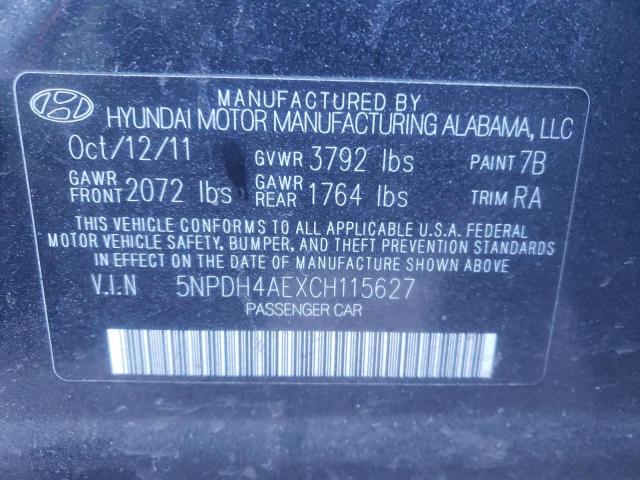 MANUFACTURED BY
HYUNDAI MOTOR MANUFACTURING ALABAMA, LLC
Oct/12/11 GVWR 3792 lbs PAINT 7B
GAWR FRONT 2072 lbs GAWR REAR 1764 lbs TRIM RA
THIS VEHICLE CONFORMS TO ALL APPLICABLE U.S.A. FEDERAL
MOTOR VEHICLE SAFETY, BUMPER, AND THEFT PREVENTION STANDARDS
IN EFFECT ON THE DATE OF MANUFACTURE SHOWN ABOVE
V.I.N 5NPDH4AEXCH115627
PASSENGER CAR